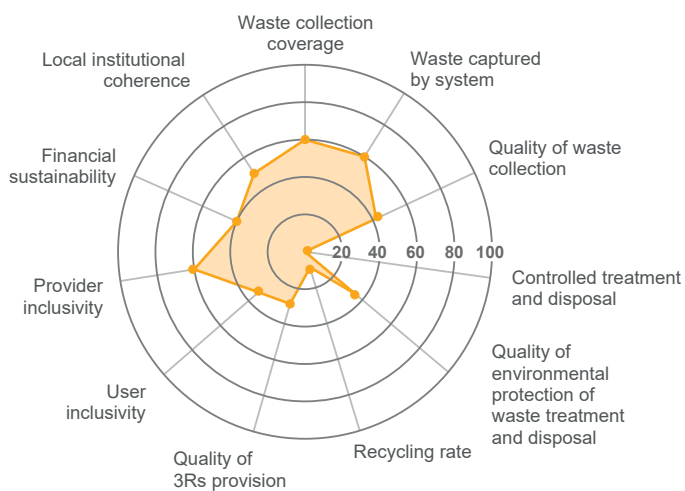 Waste collection
coverage
Waste captured
by system
Quality of waste
collection
20 40 60 80 100
Controlled treatment
and disposal
Quality of
environmental
protection of
waste treatment
and disposal
Recycling rate
Quality of
3Rs provision
User
inclusivity
Provider
inclusivity
Financial
sustainability
Local institutional
coherence